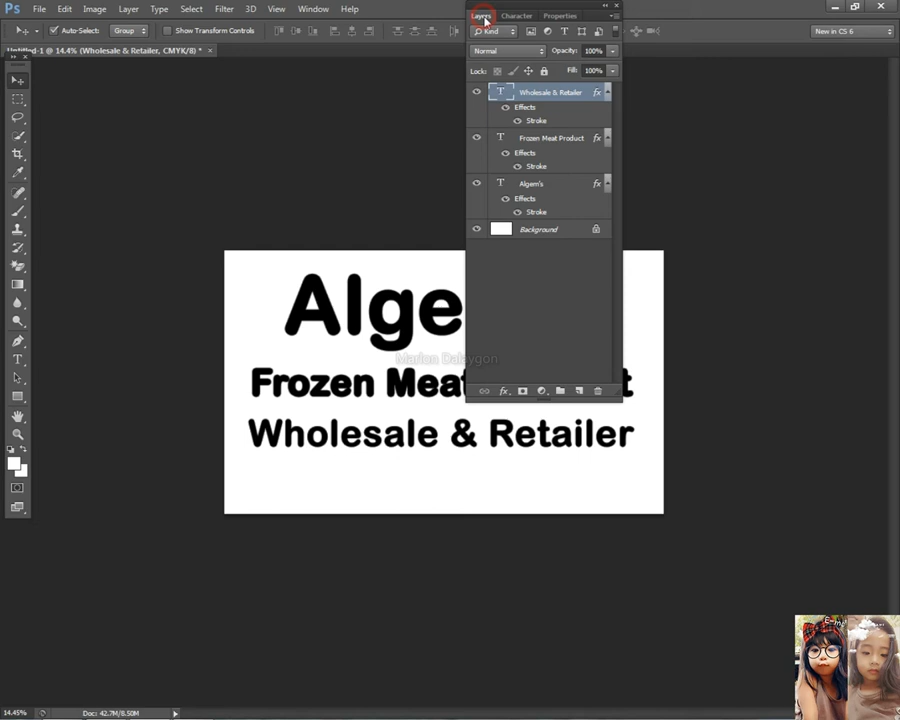 Ps File Edit Image Layer Type Select Filter 3D View Window Help
Auto-Select: Group Show Transform Controls New in CS 6
Untitled-1 @ 14.4% (Wholesale & Retailer, CMYK/8) *
Layers Character Properties
Kind
Normal Opacity: 100%
Lock: Fill: 100%
T Wholesale & Retailer fx
Effects
Stroke
T Frozen Meat Product fx
Effects
Stroke
T Algem's fx
Effects
Stroke
Background
Alge
Marlon Dalaygon
Frozen Meat t
Wholesale & Retailer
14.45% Doc: 42.7M/8.50M